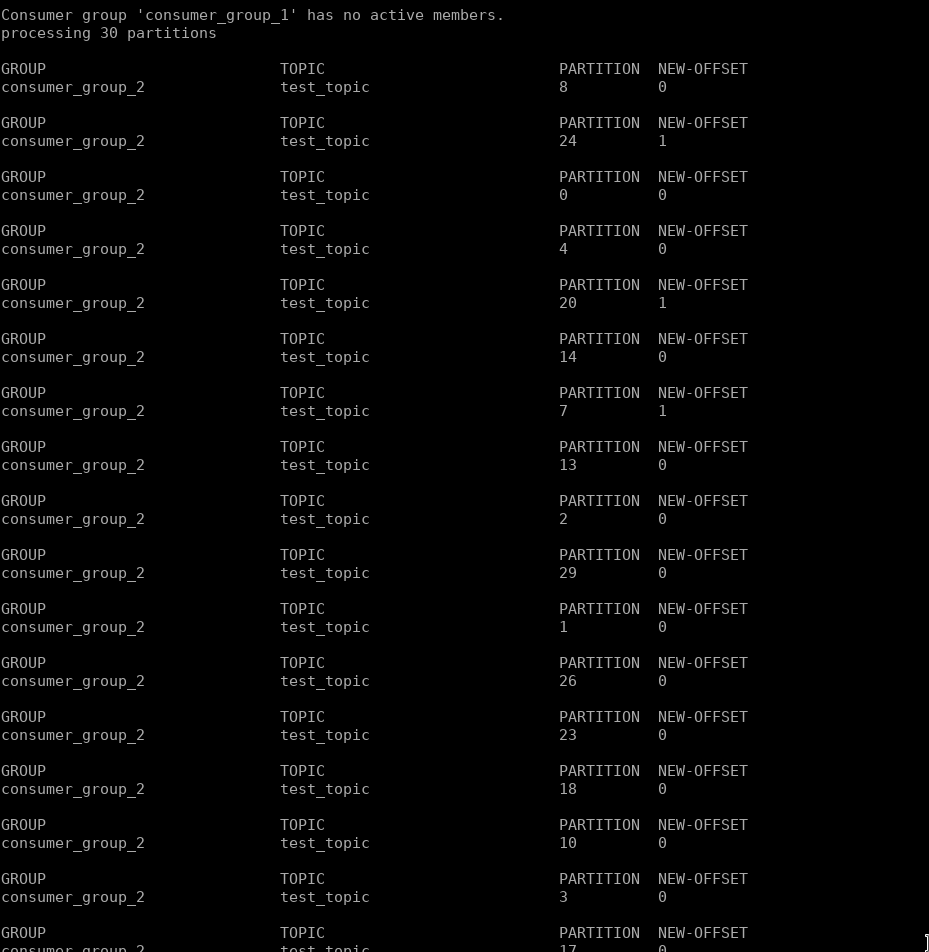 Consumer group 'consumer_group_1' has no active members.
processing 30 partitions
GROUP TOPIC PARTITION NEW-OFFSET
consumer_group_2 test_topic 8 0
GROUP TOPIC PARTITION NEW-OFFSET
consumer_group_2 test_topic 24 1
GROUP TOPIC PARTITION NEW-OFFSET
consumer_group_2 test_topic 0 0
GROUP TOPIC PARTITION NEW-OFFSET
consumer_group_2 test_topic 4 0
GROUP TOPIC PARTITION NEW-OFFSET
consumer_group_2 test_topic 20 1
GROUP TOPIC PARTITION NEW-OFFSET
consumer_group_2 test_topic 14 0
GROUP TOPIC PARTITION NEW-OFFSET
consumer_group_2 test_topic 7 1
GROUP TOPIC PARTITION NEW-OFFSET
consumer_group_2 test_topic 13 0
GROUP TOPIC PARTITION NEW-OFFSET
consumer_group_2 test_topic 2 0
GROUP TOPIC PARTITION NEW-OFFSET
consumer_group_2 test_topic 29 0
GROUP TOPIC PARTITION NEW-OFFSET
consumer_group_2 test_topic 1 0
GROUP TOPIC PARTITION NEW-OFFSET
consumer_group_2 test_topic 26 0
GROUP TOPIC PARTITION NEW-OFFSET
consumer_group_2 test_topic 23 0
GROUP TOPIC PARTITION NEW-OFFSET
consumer_group_2 test_topic 18 0
GROUP TOPIC PARTITION NEW-OFFSET
consumer_group_2 test_topic 10 0
GROUP TOPIC PARTITION NEW-OFFSET
consumer_group_2 test_topic 3 0
GROUP TOPIC PARTITION NEW-OFFSET
consumer_group_2 test_topic 17 0